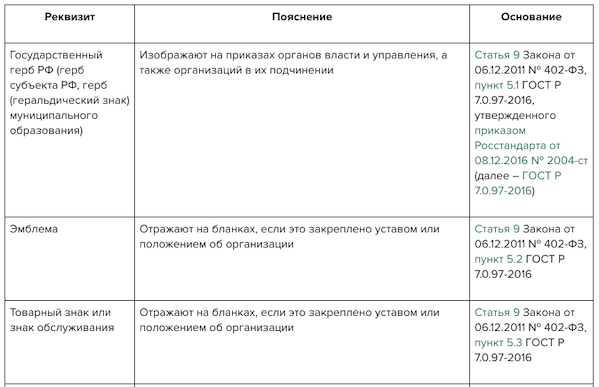 Реквизит
Пояснение
Основание
Государственный
герб РФ (герб
субъекта РФ, герб
(геральдический знак)
муниципального
образования)
Изображают на приказах органов власти и управления, а
также организаций в их подчинении
Статья 9 Закона от
06.12.2011 № 402-ФЗ,
пункт 5.1 ГОСТ Р
7.0.97-2016,
утвержденного
приказом
Росстандарта от
08.12.2016 № 2004-ст
(далее – ГОСТ Р
7.0.97-2016)
Эмблема
Отражают на бланках, если это закреплено уставом или
положением об организации
Статья 9 Закона от
06.12.2011 № 402-ФЗ,
пункт 5.2 ГОСТ Р
7.0.97-2016
Товарный знак или
знак обслуживания
Отражают на бланках, если это закреплено уставом или
положением об организации
Статья 9 Закона от
06.12.2011 № 402-ФЗ,
пункт 5.3 ГОСТ Р
7.0.97-2016